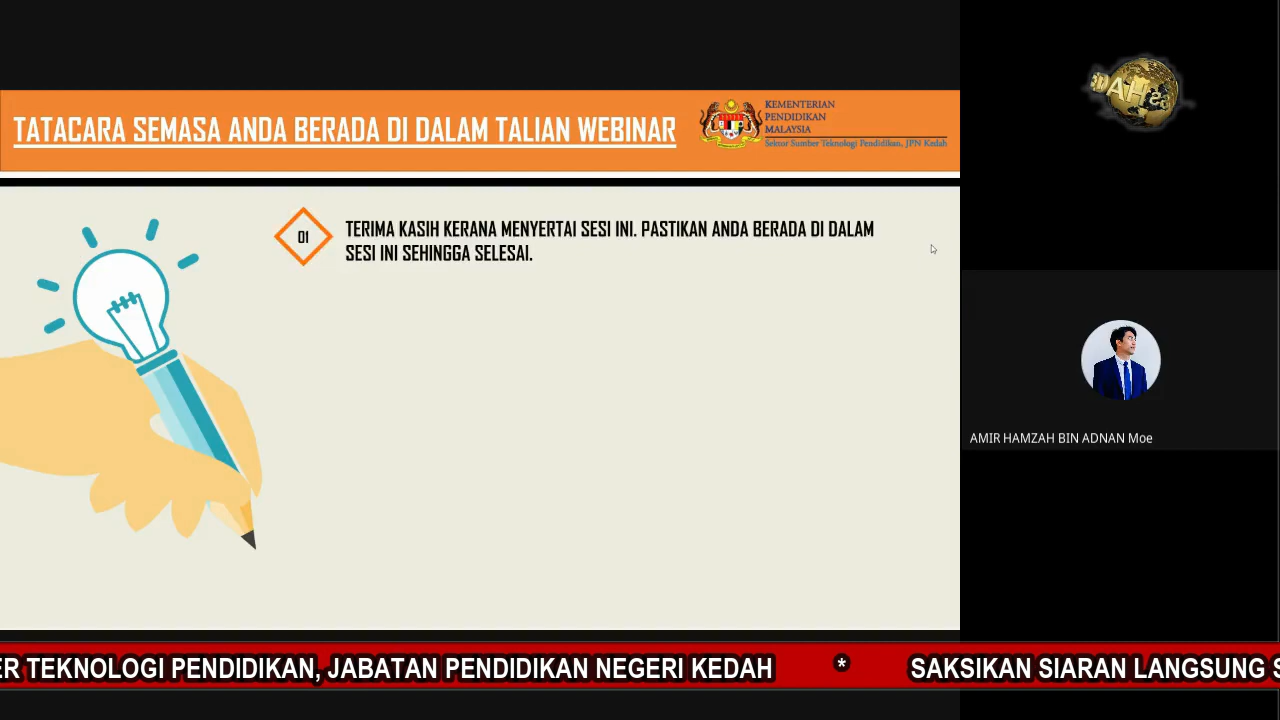 TATACARA SEMASA ANDA BERADA DI DALAM TALIAN WEBINAR
KEMENTERIAN
PENDIDIKAN
MALAYSIA
Sektor Sumber Teknologi Pendidikan, JPN Kedah
01
TERIMA KASIH KERANA MENYERTAI SESI INI. PASTIKAN ANDA BERADA DI DALAM
SESI INI SEHINGGA SELESAI.
AMIR HAMZAH BIN ADNAN Moe
ER TEKNOLOGI PENDIDIKAN, JABATAN PENDIDIKAN NEGERI KEDAH * SAKSIKAN SIARAN LANGSUNG S